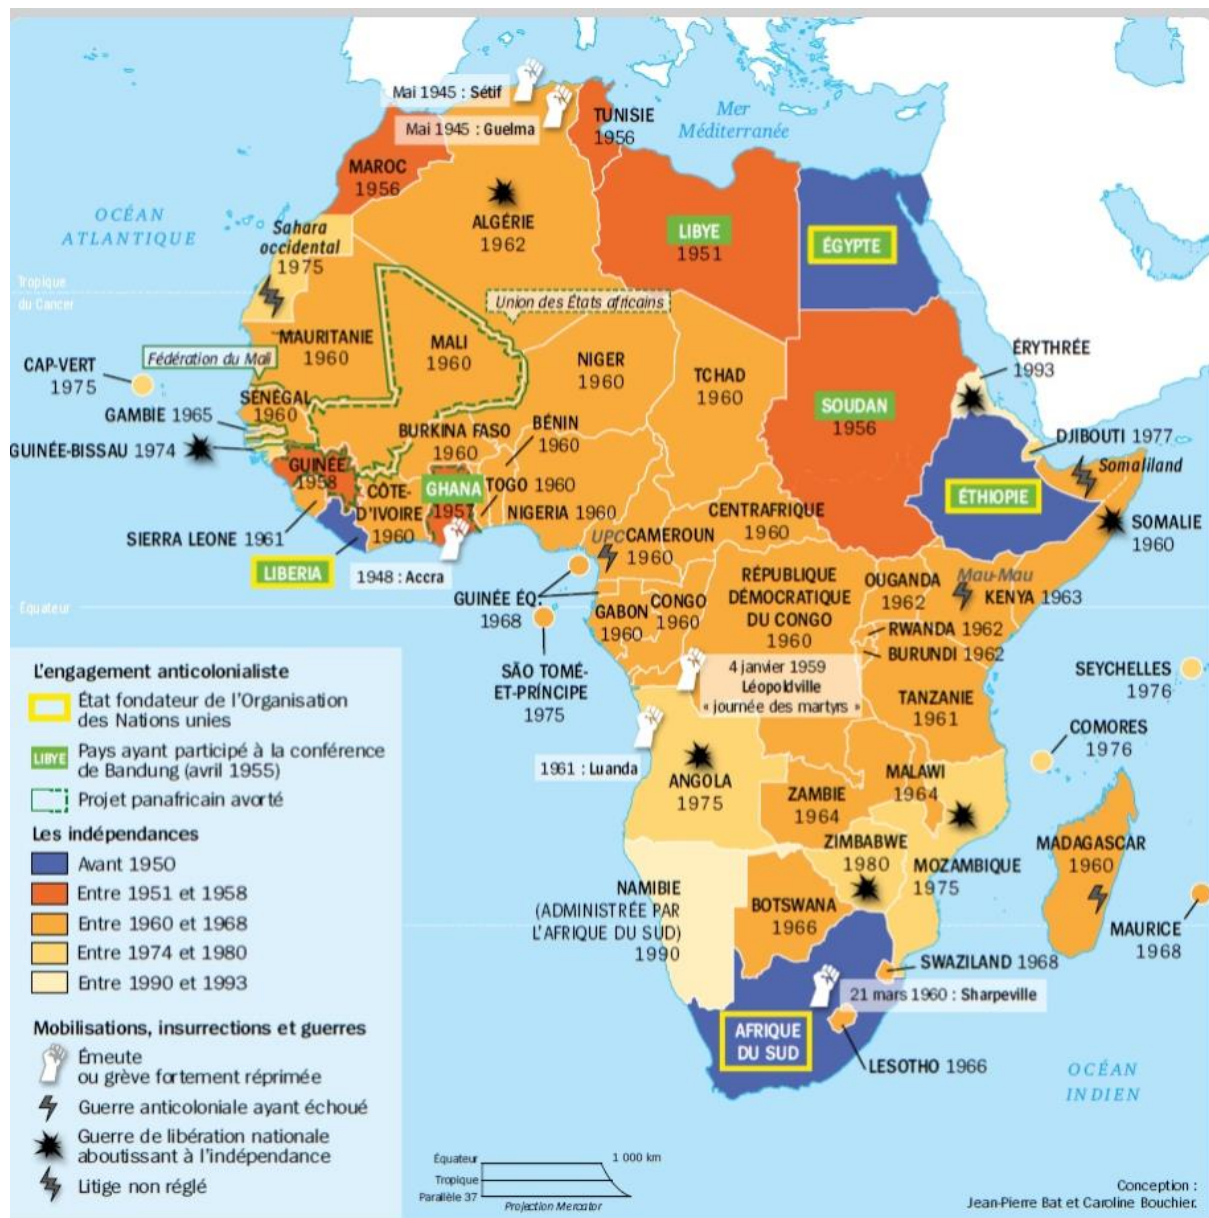 Mai 1945 : Sétif
Mai 1945 : Guelma
TUNISIE
1956
Mer
Méditerranée
MAROC
1956
OCÉAN
ATLANTIQUE
ALGÉRIE
1962
LIBYE
1951
ÉGYPTE
Sahara
occidental
1975
Tropique
du Cancer
Union des États africains
MAURITANIE
1960
MALI
1960
NIGER
1960
TCHAD
1960
ÉRYTHRÉE
1993
Fédération du Mali
CAP-VERT
1975
SÉNÉGAL
1960
SOUDAN
1956
GAMBIE 1965
BURKINA FASO
1960
BÉNIN
1960
DJIBOUTI 1977
GUINÉE-BISSAU 1974
Somaliland
GUINÉE
1958
CÔTE-
D'IVOIRE
1960
GHANA
1957
TOGO 1960
NIGERIA 1960
ÉTHIOPIE
CENTRAFRIQUE
1960
SOMALIE
1960
SIERRA LEONE 1961
UPC
CAMEROUN
1960
LIBERIA
1948 : Accra
RÉPUBLIQUE
DÉMOCRATIQUE
DU CONGO
1960
OUGANDA
1962
Mau-Mau
KENYA 1963
Équateur
GUINÉE ÉQ.
1968
GABON
1960
CONGO
1960
RWANDA 1962
BURUNDI 1962
SÃO TOMÉ-
ET-PRÍNCIPE
1975
4 janvier 1959
Léopoldville
« journée des martyrs »
TANZANIE
1961
SEYCHELLES
1976
COMORES
1976
1961 : Luanda
ANGOLA
1975
MALAWI
1964
ZAMBIE
1964
ZIMBABWE
1980
MOZAMBIQUE
1975
MADAGASCAR
1960
NAMIBIE
(ADMINISTRÉE PAR
L'AFRIQUE DU SUD)
1990
BOTSWANA
1966
MAURICE
1968
SWAZILAND 1968
21 mars 1960 : Sharpeville
AFRIQUE
DU SUD
LESOTHO 1966
OCÉAN
INDIEN
L'engagement anticolonialiste
État fondateur de l'Organisation
des Nations unies
LIBYE
Pays ayant participé à la conférence
de Bandung (avril 1955)
Projet panafricain avorté
Les indépendances
Avant 1950
Entre 1951 et 1958
Entre 1960 et 1968
Entre 1974 et 1980
Entre 1990 et 1993
Mobilisations, insurrections et guerres
Émeute
ou grève fortement réprimée
Guerre anticoloniale ayant échoué
Guerre de libération nationale
aboutissant à l'indépendance
Litige non réglé
Équateur
1 000 km
Tropique
Parallèle 37
Projection Mercator
Conception :
Jean-Pierre Bat et Caroline Bouchier.